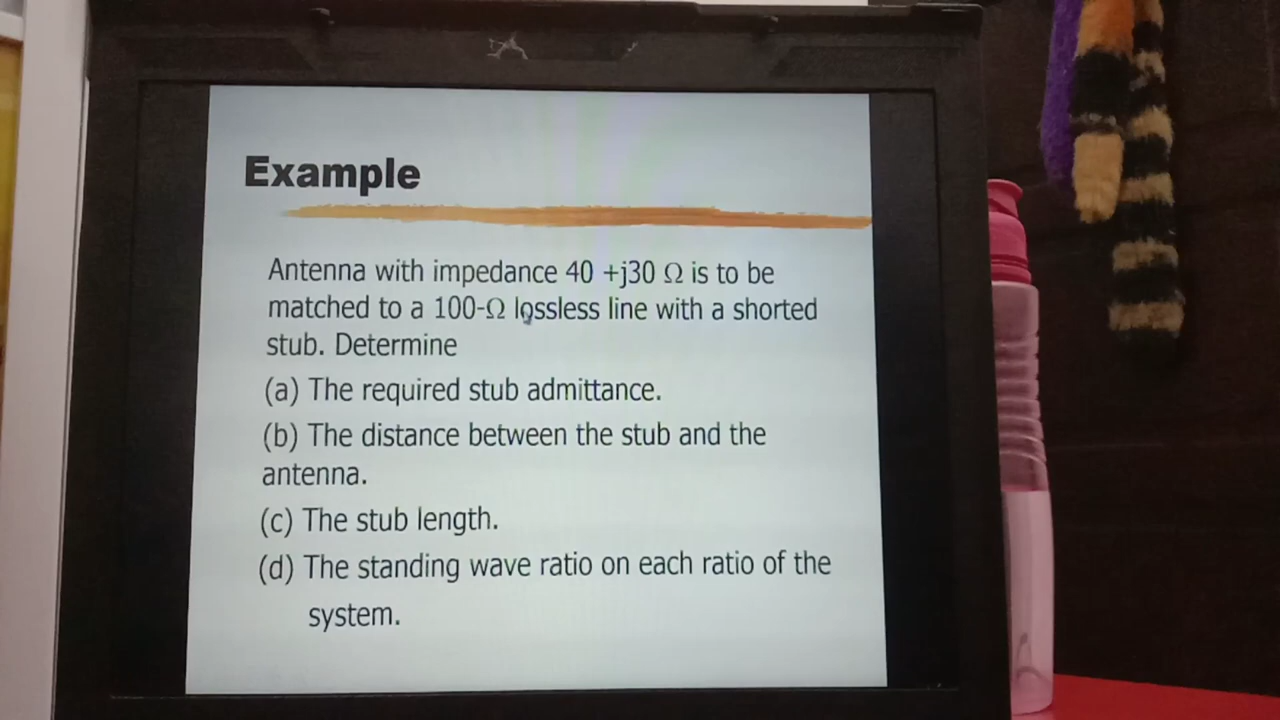 Example
Antenna with impedance 40 +j30 Ω is to be
matched to a 100-Ω lossless line with a shorted
stub. Determine
(a) The required stub admittance.
(b) The distance between the stub and the
antenna.
(c) The stub length.
(d) The standing wave ratio on each ratio of the
system.